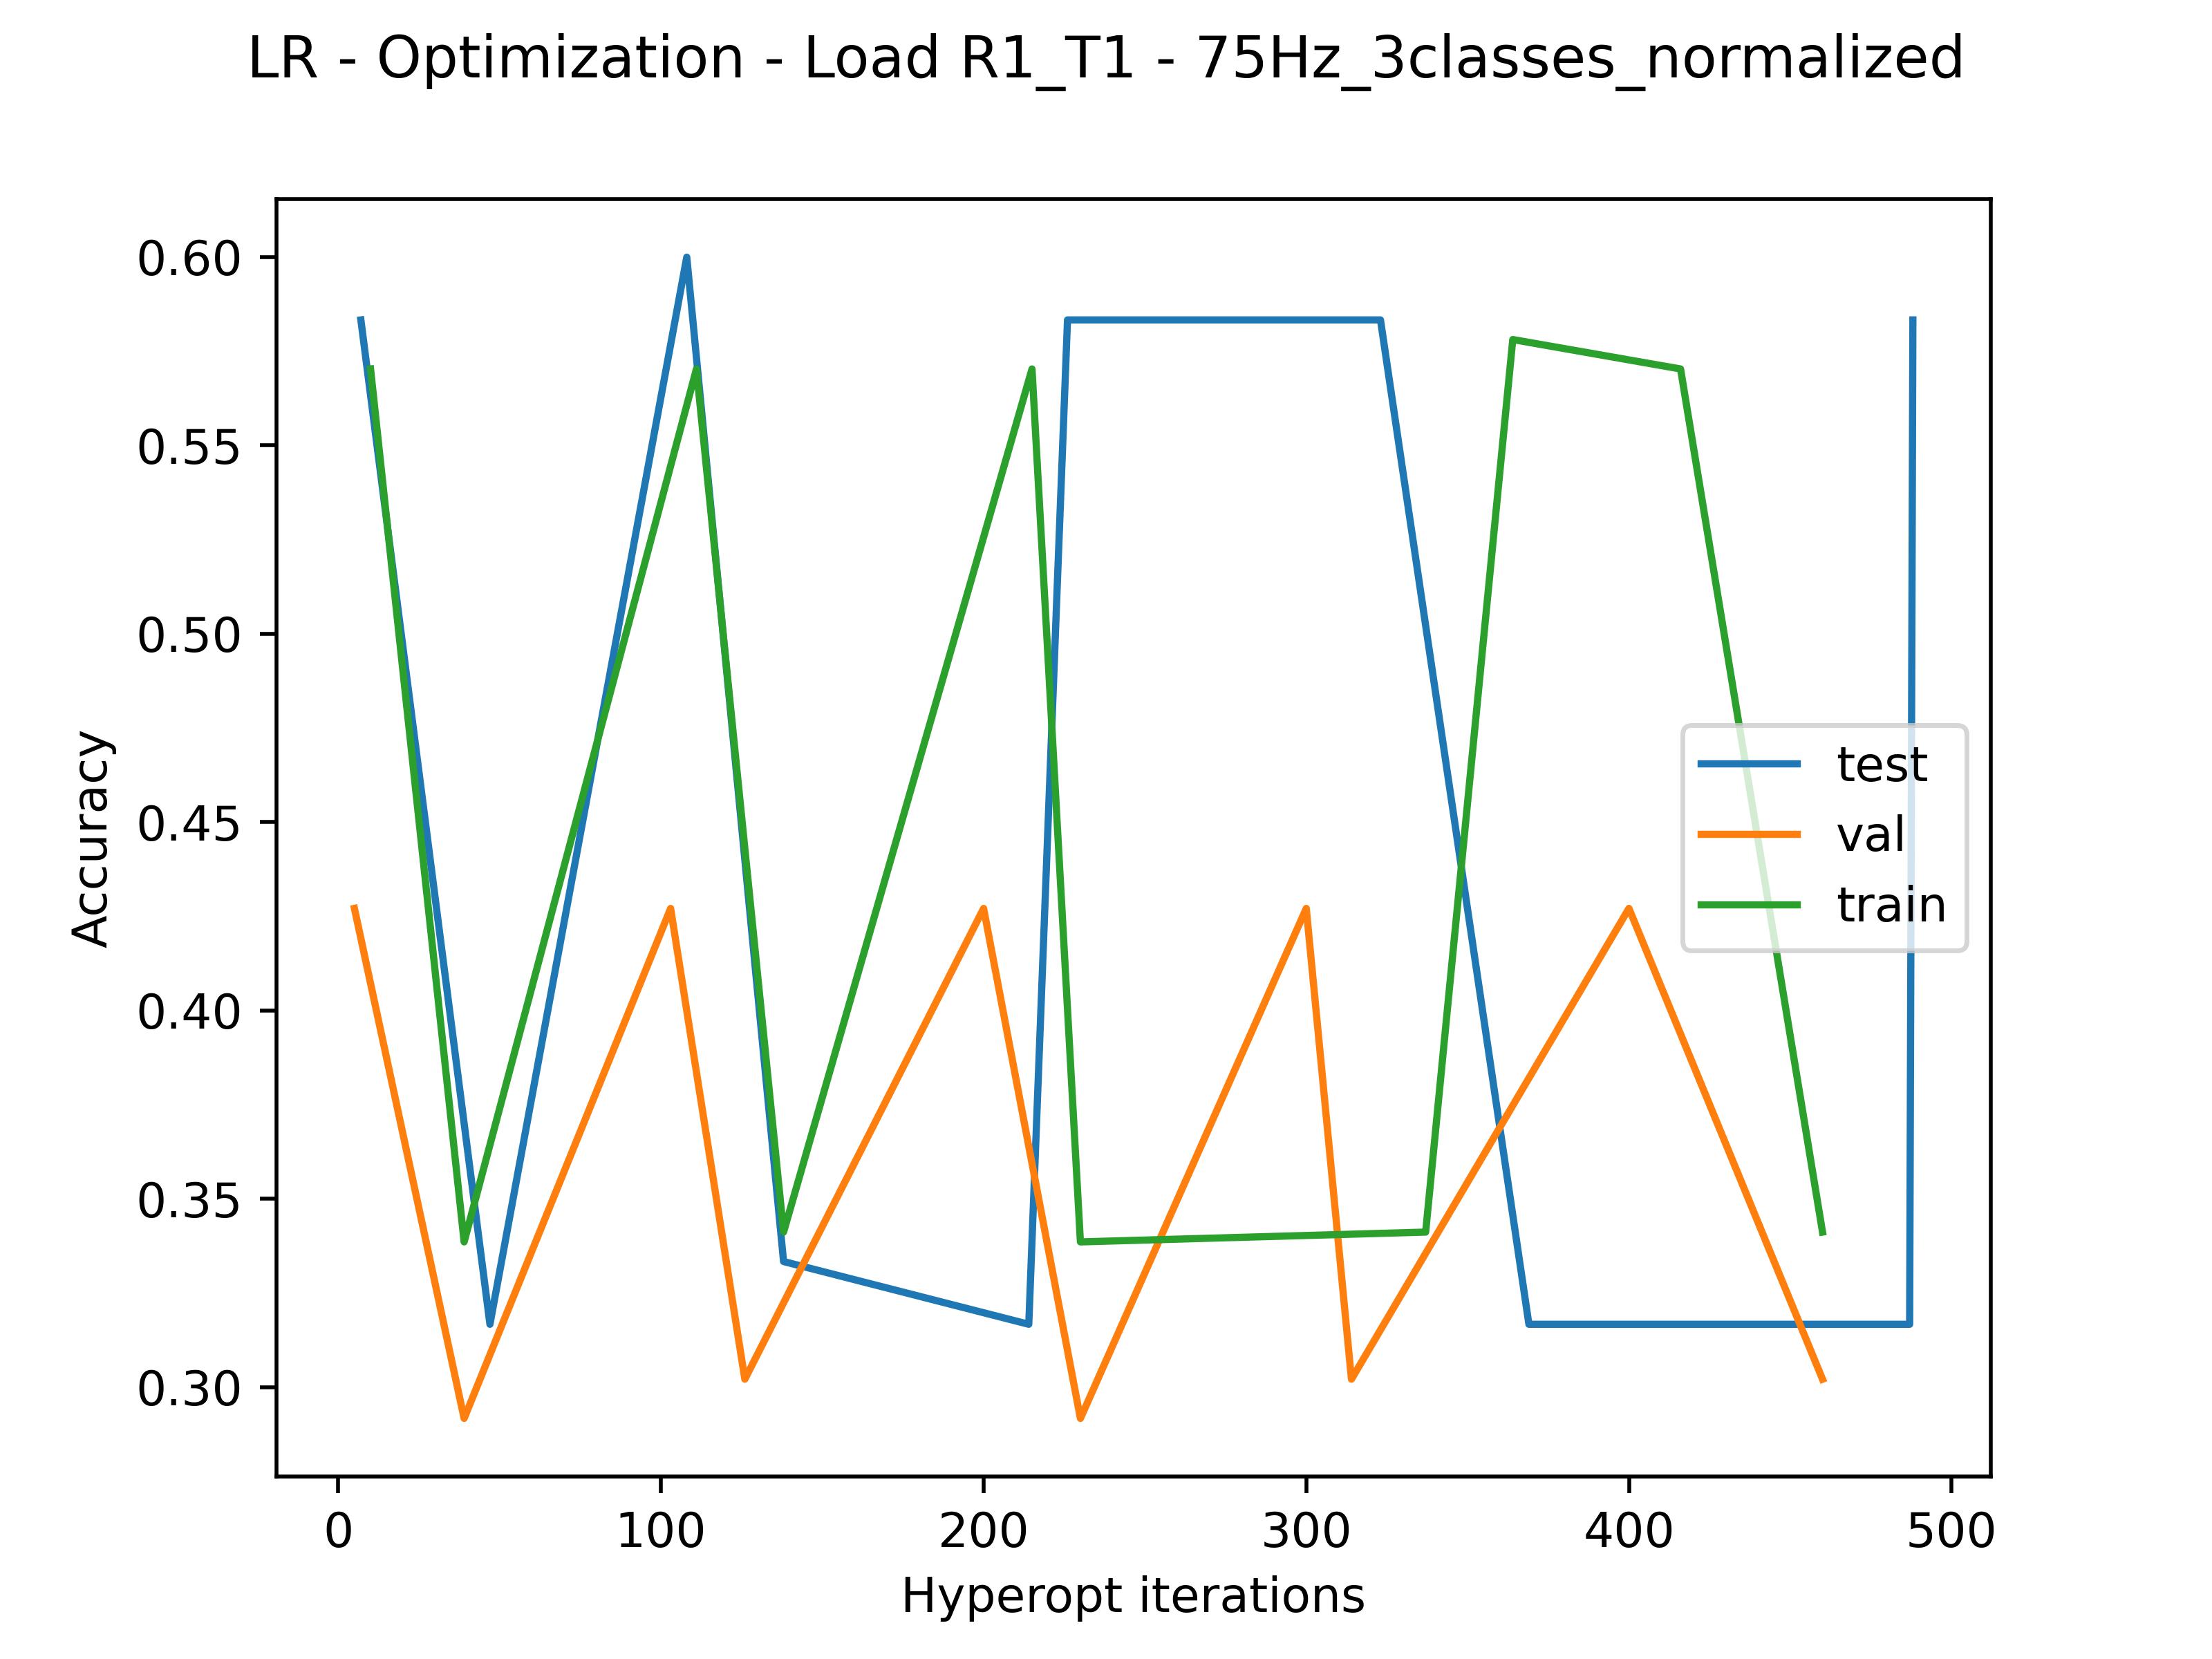 LR - Optimization - Load R1_T1 - 75Hz_3classes_normalized
0.60
0.55
0.50
0.45
0.40
0.35
0.30
Accuracy
test
val
train
0 100 200 300 400 500
Hyperopt iterations